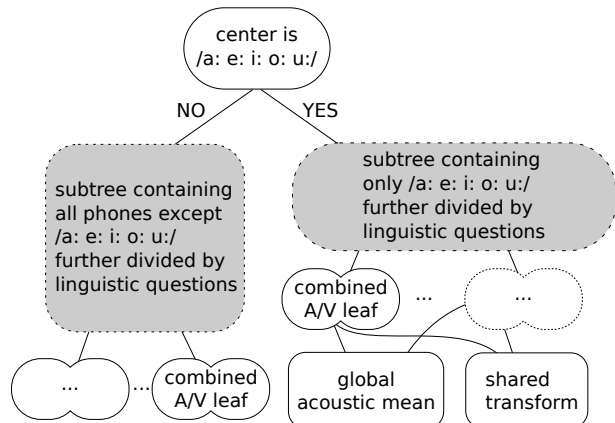 center is
/a: e: i: o: u:/
NO
YES
subtree containing
all phones except
/a: e: i: o: u:/
further divided by
linguistic questions
subtree containing
only /a: e: i: o: u:/
further divided by
linguistic questions
combined
A/V leaf
...
...
...
...
combined
A/V leaf
global
acoustic mean
shared
transform